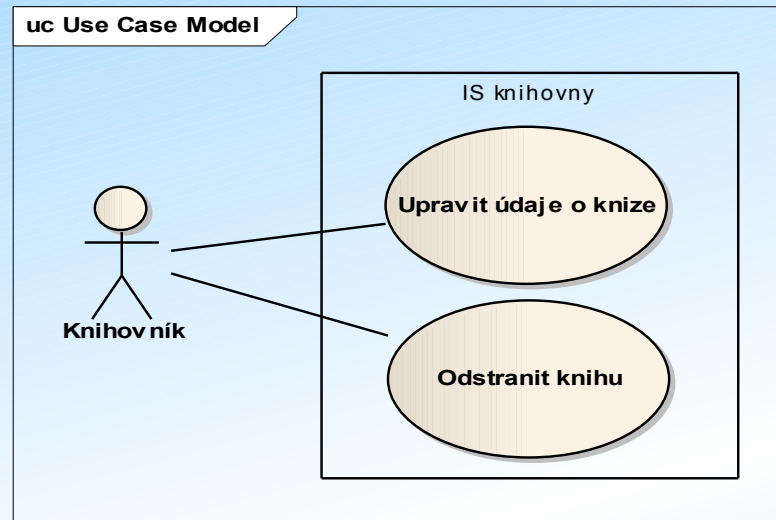 uc Use Case Model
IS knihovny
Upravit údaje o knize
Knihovník
Odstranit knihu